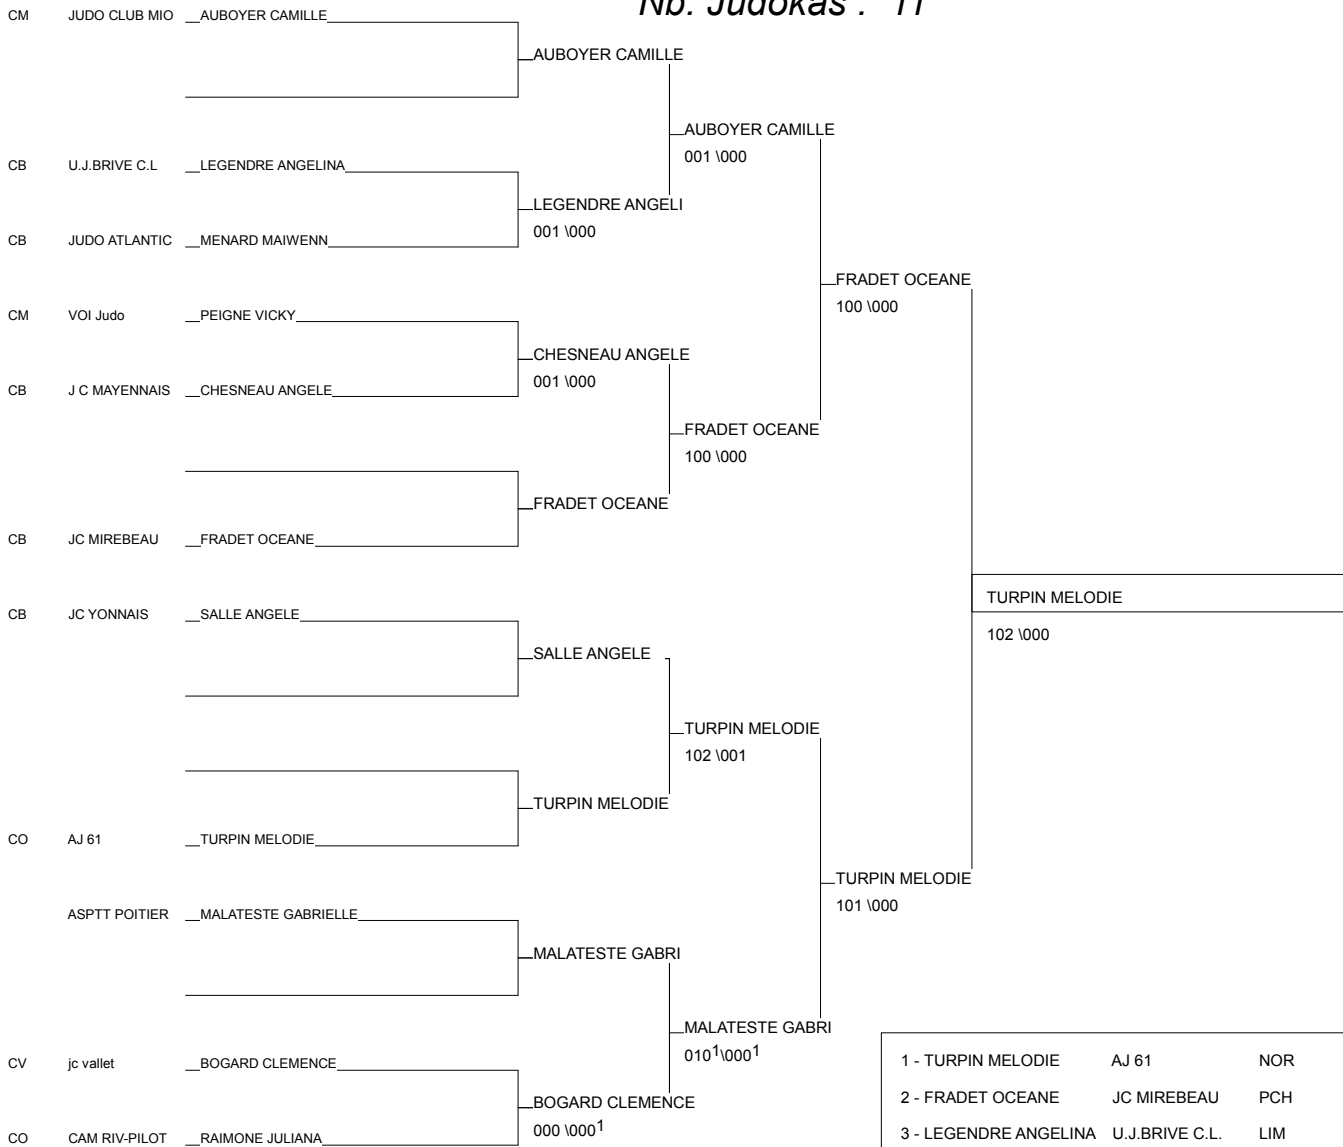 Nb. Judokas : 11
CM JUDO CLUB MIO AUBOYER CAMILLE
AUBOYER CAMILLE
AUBOYER CAMILLE
001 \000
CB U.J.BRIVE C.L LEGENDRE ANGELINA
LEGENDRE ANGELI
001 \000
CB JUDO ATLANTIC MENARD MAIWENN
FRADET OCEANE
100 \000
CM VOI Judo PEIGNE VICKY
CHESNEAU ANGELE
001 \000
CB J C MAYENNAIS CHESNEAU ANGELE
FRADET OCEANE
100 \000
FRADET OCEANE
CB JC MIREBEAU FRADET OCEANE
TURPIN MELODIE
102 \000
CB JC YONNAIS SALLE ANGELE
SALLE ANGELE
TURPIN MELODIE
102 \001
TURPIN MELODIE
CO AJ 61 TURPIN MELODIE
TURPIN MELODIE
101 \000
ASPTT POITIER MALATESTE GABRIELLE
MALATESTE GABRI
MALATESTE GABRI
010¹\000¹
CV jc vallet BOGARD CLEMENCE
BOGARD CLEMENCE
000 \000¹
CO CAM RIV-PILOT RAIMONE JULIANA
1 - TURPIN MELODIE AJ 61 NOR
2 - FRADET OCEANE JC MIREBEAU PCH
3 - LEGENDRE ANGELINA U.J.BRIVE C.L. LIM